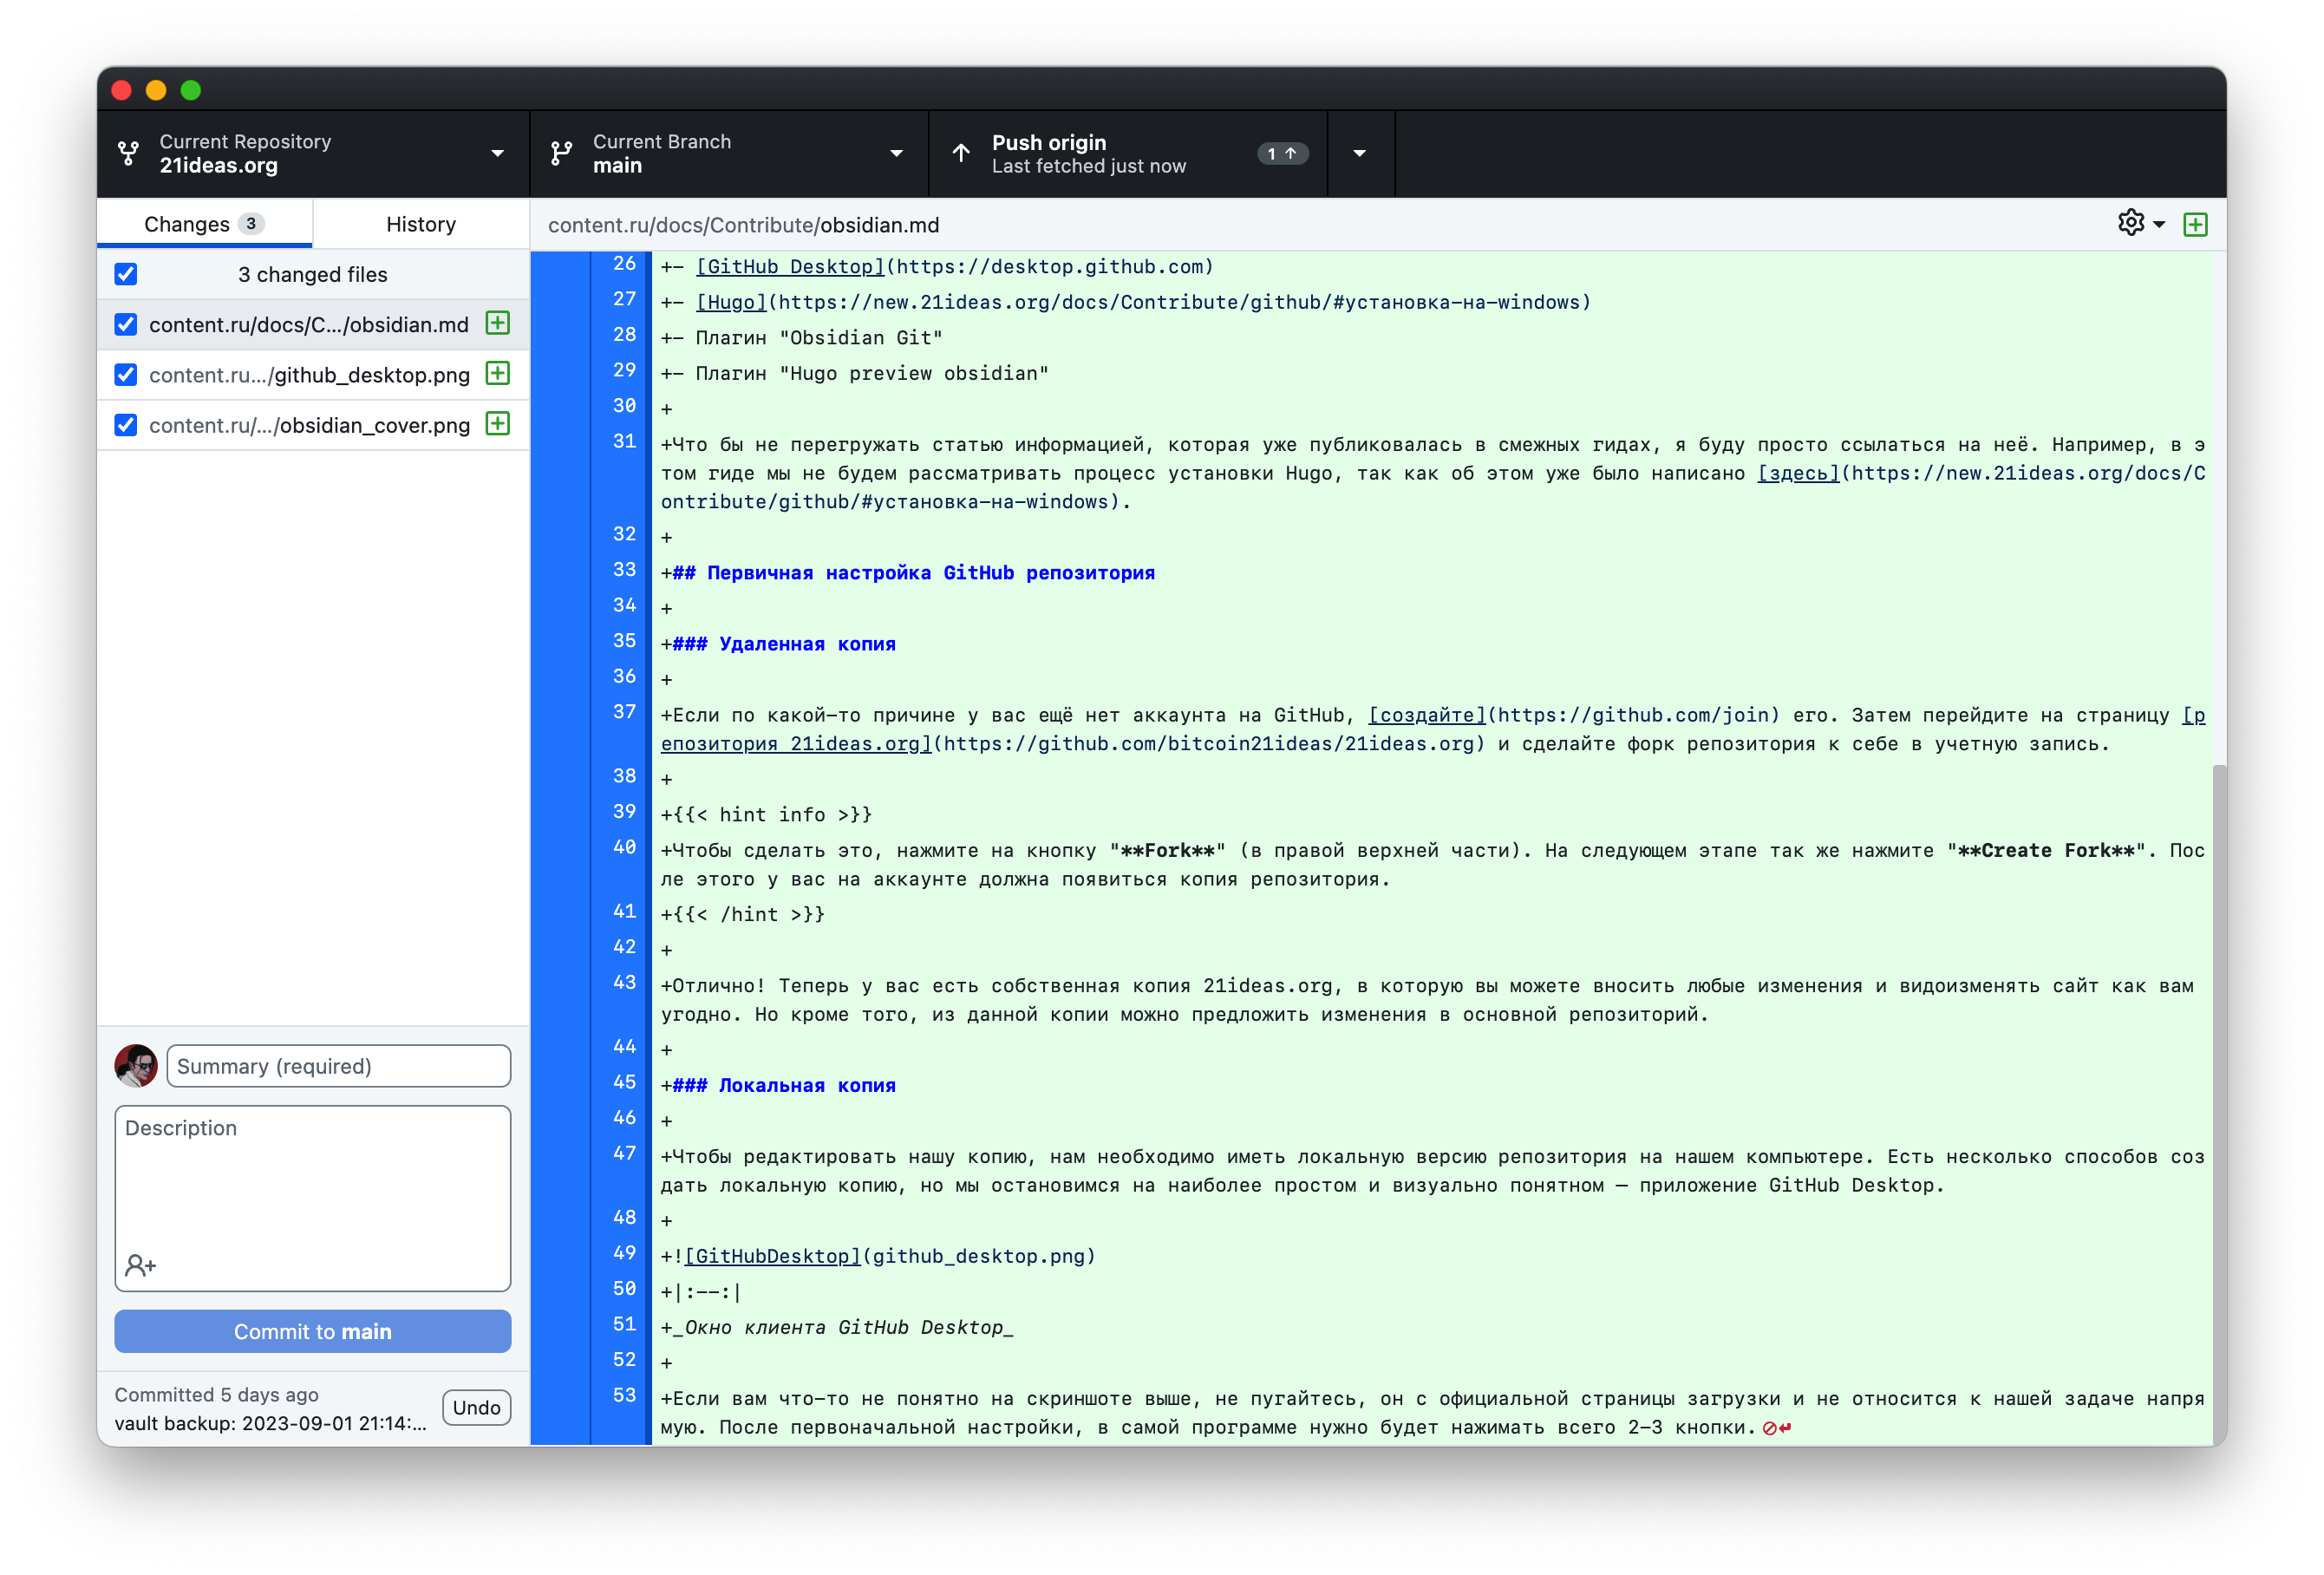 Current Repository
21ideas.org
Current Branch
main
Push origin
Last fetched just now
1
Changes 3
History
content.ru/docs/Contribute/obsidian.md
3 changed files
content.ru/docs/C.../obsidian.md
content.ru.../github_desktop.png
content.ru/.../obsidian_cover.png
26 +- [GitHub Desktop](https://desktop.github.com)
27 +- [Hugo](https://new.21ideas.org/docs/Contribute/github/#установка-на-windows)
28 +- Плагин "Obsidian Git"
29 +- Плагин "Hugo preview obsidian"
30 +
31 +Что бы не перегружать статью информацией, которая уже публиковалась в смежных гидах, я буду просто ссылаться на неё. Например, в э
том гиде мы не будем рассматривать процесс установки Hugo, так как об этом уже было написано [здесь](https://new.21ideas.org/docs/C
ontribute/github/#установка-на-windows).
32 +
33 +## Первичная настройка GitHub репозитория
34 +
35 +### Удаленная копия
36 +
37 +Если по какой-то причине у вас ещё нет аккаунта на GitHub, [создайте](https://github.com/join) его. Затем перейдите на страницу [р
епозитория 21ideas.org](https://github.com/bitcoin21ideas/21ideas.org) и сделайте форк репозитория к себе в учетную запись.
38 +
39 +{{< hint info >}}
40 +Чтобы сделать это, нажмите на кнопку "**Fork**" (в правой верхней части). На следующем этапе так же нажмите "**Create Fork**". Пос
ле этого у вас на аккаунте должна появиться копия репозитория.
41 +{{< /hint >}}
42 +
43 +Отлично! Теперь у вас есть собственная копия 21ideas.org, в которую вы можете вносить любые изменения и видоизменять сайт как вам
угодно. Но кроме того, из данной копии можно предложить изменения в основной репозиторий.
44 +
45 +### Локальная копия
46 +
47 +Чтобы редактировать нашу копию, нам необходимо иметь локальную версию репозитория на нашем компьютере. Есть несколько способов соз
дать локальную копию, но мы остановимся на наиболее простом и визуально понятном — приложение GitHub Desktop.
48 +
49 +![GitHubDesktop](github_desktop.png)
50 +|:--:|
51 +_Окно клиента GitHub Desktop_
52 +
53 +Если вам что-то не понятно на скриншоте выше, не пугайтесь, он с официальной страницы загрузки и не относится к нашей задаче напря
мую. После первоначальной настройки, в самой программе нужно будет нажимать всего 2-3 кнопки.
Summary (required)
Description
Commit to main
Committed 5 days ago
vault backup: 2023-09-01 21:14:...
Undo